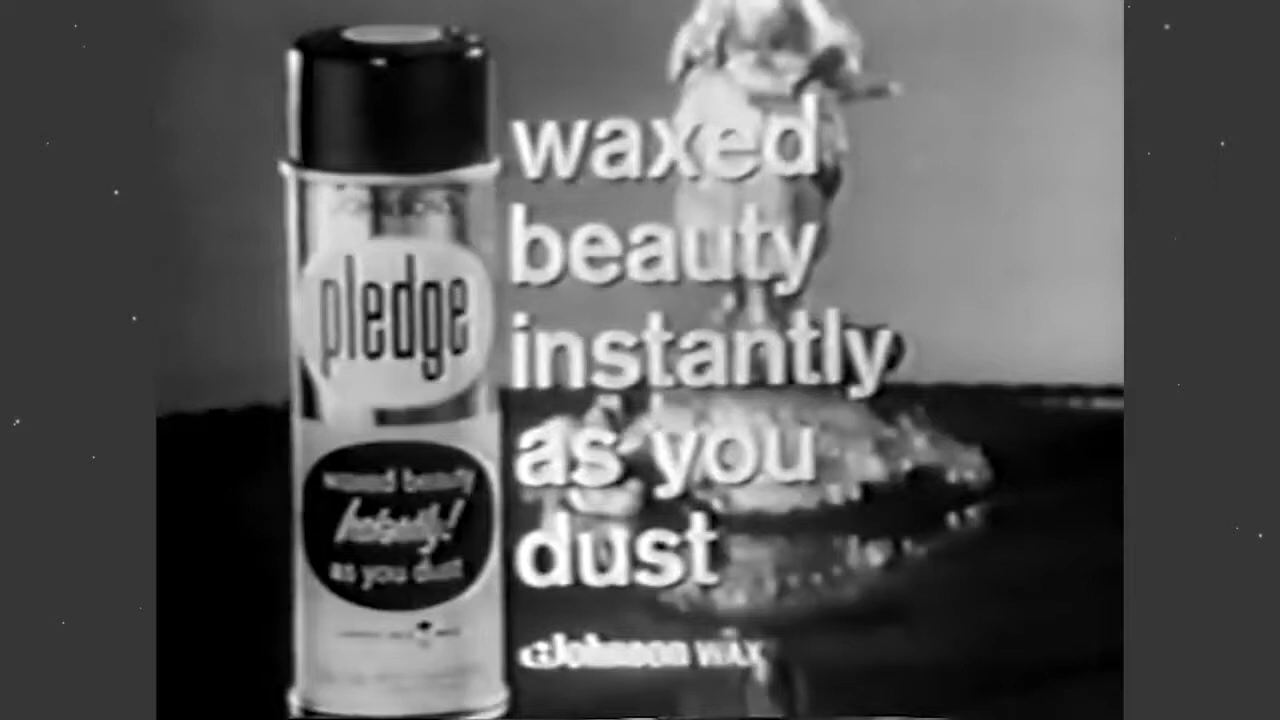 pledge
waxed beauty
instantly!
as you dust
waxed
beauty
instantly
as you
dust
Johnson WAX